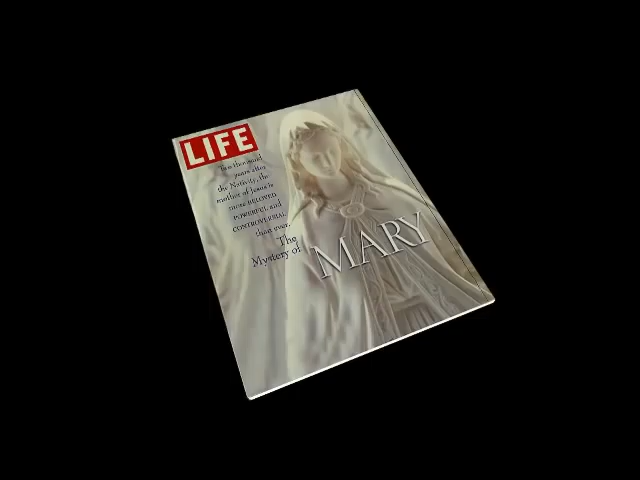 LIFE
Two thousand
years after
the Nativity, the
mother of Jesus is
more BELOVED,
POWERFUL and
CONTROVERSIAL
than ever.
The
Mystery of
MARY